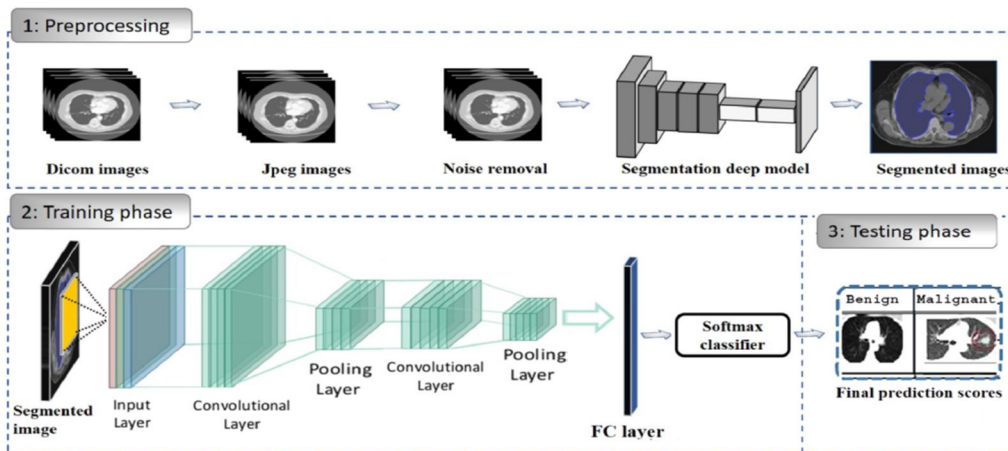 1: Preprocessing
Dicom images
Jpeg images
Noise removal
Segmentation deep model
Segmented images
2: Training phase
3: Testing phase
Segmented
image
Input
Layer
Convolutional
Layer
Pooling
Layer
Convolutional
Layer
Pooling
Layer
FC layer
Softmax
classifier
Benign
Malignant
Final prediction scores